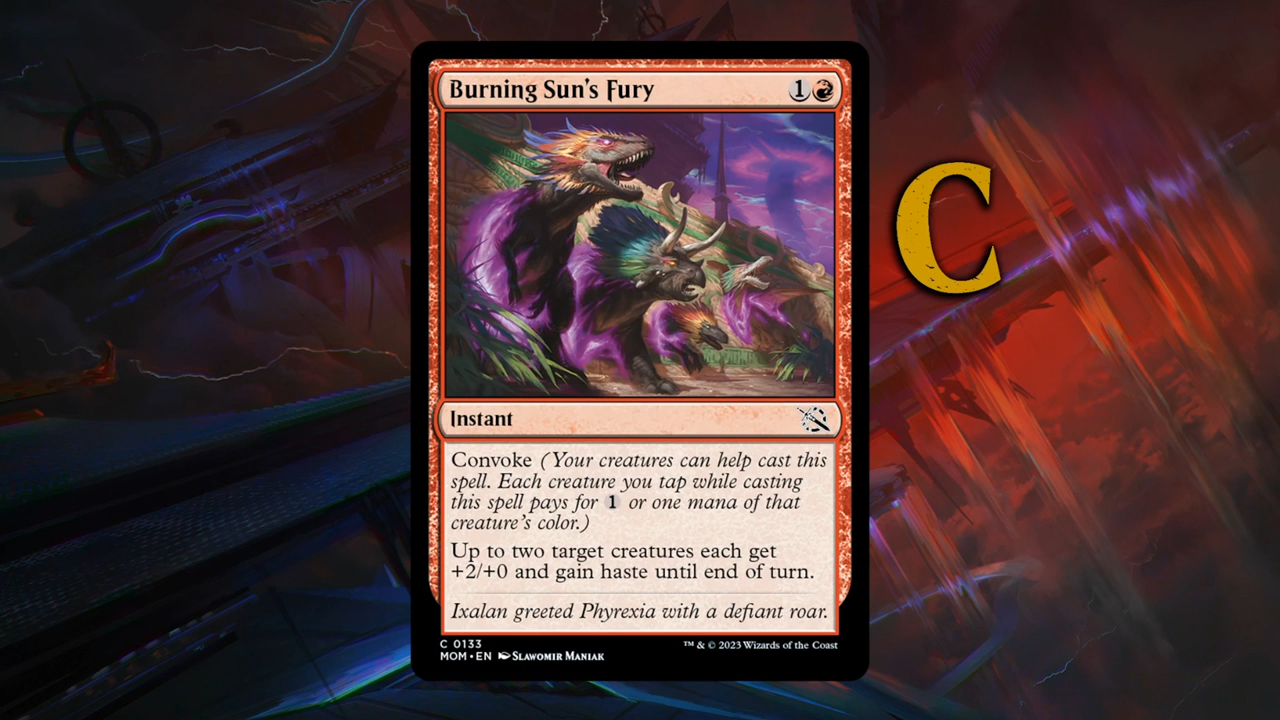 Burning Sun's Fury 1
C
Instant
Convoke (Your creatures can help cast this
spell. Each creature you tap while casting
this spell pays for 1 or one mana of that
creature's color.)
Up to two target creatures each get
+2/+0 and gain haste until end of turn.
Ixalan greeted Phyrexia with a defiant roar.
C 0133
MOM • EN SLAWOMIR MANIAK
™ & © 2023 Wizards of the Coast